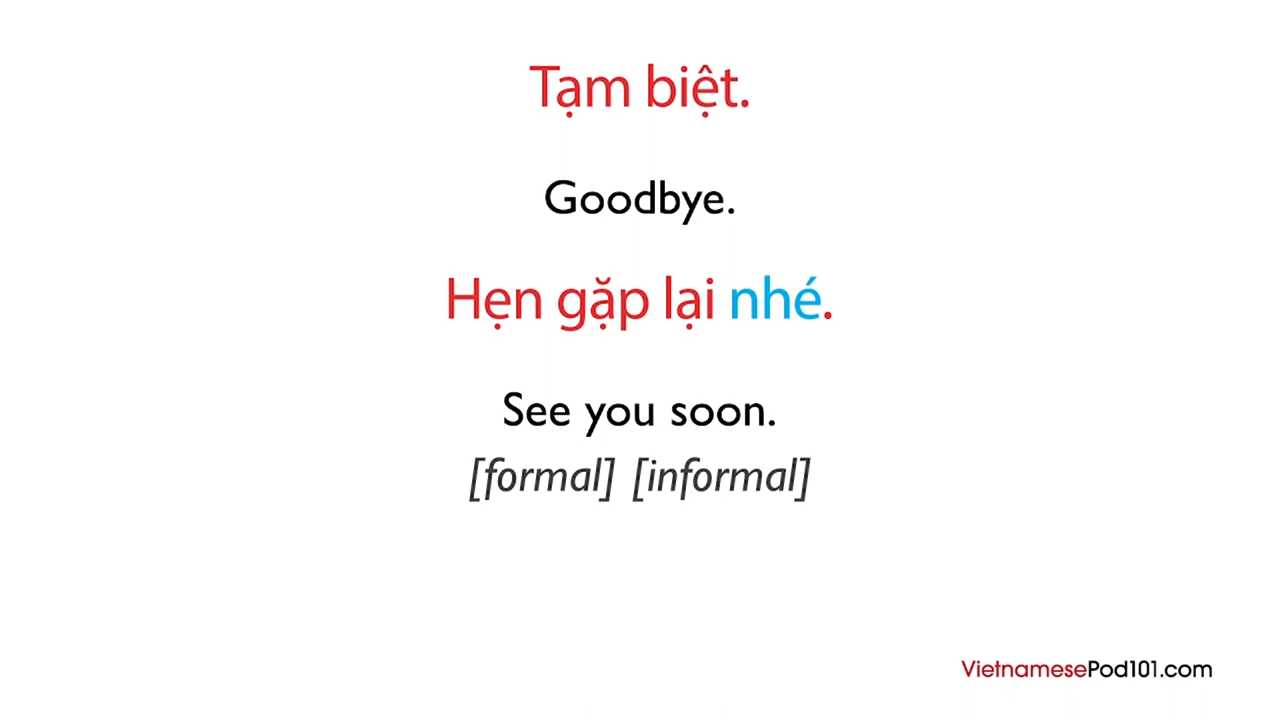 Tạm biệt.
Goodbye.
Hẹn gặp lại nhé.
See you soon.
[formal] [informal]
VietnamesePod101.com